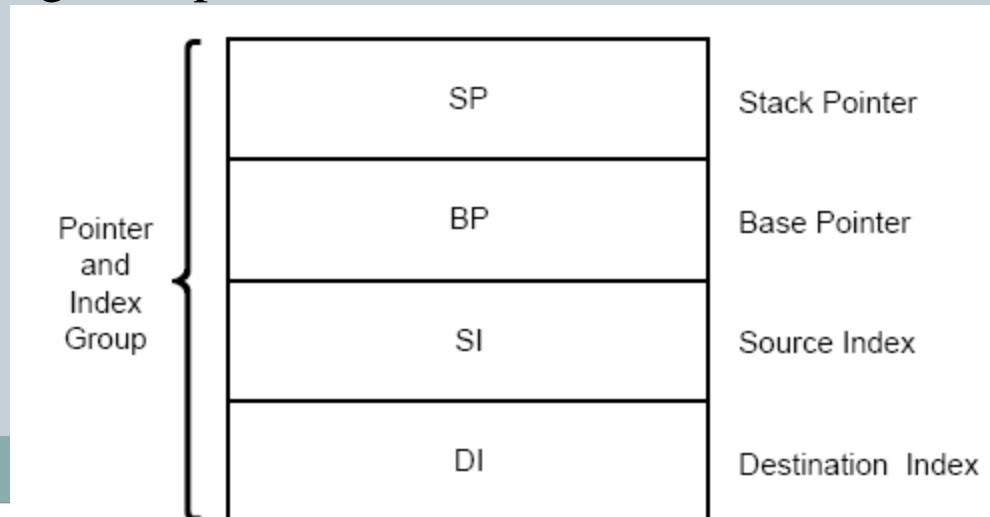 SP
Stack Pointer
BP
Base Pointer
Pointer
and
Index
Group
SI
Source Index
DI
Destination Index